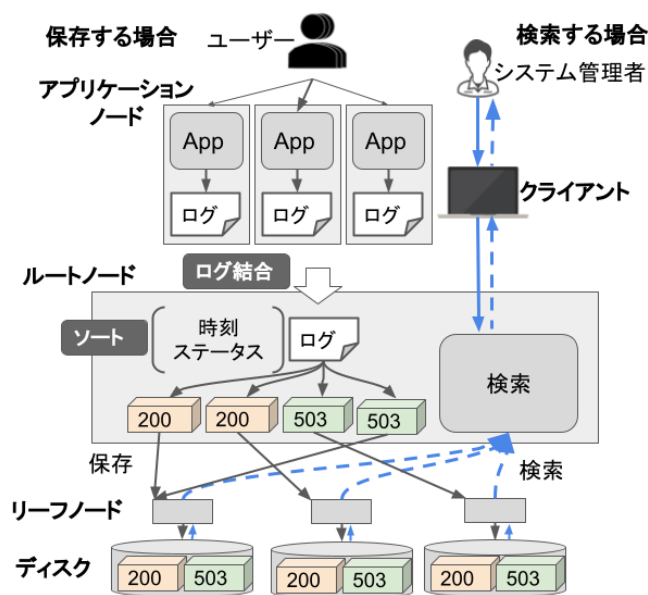 保存する場合
ユーザー
検索する場合
システム管理者
アプリケーション
ノード
App
App
App
ログ
ログ
ログ
クライアント
ルートノード
ログ結合
ソート
時刻
ステータス
ログ
検索
200
200
503
503
保存
検索
リーフノード
ディスク
200
503
200
503
200
503